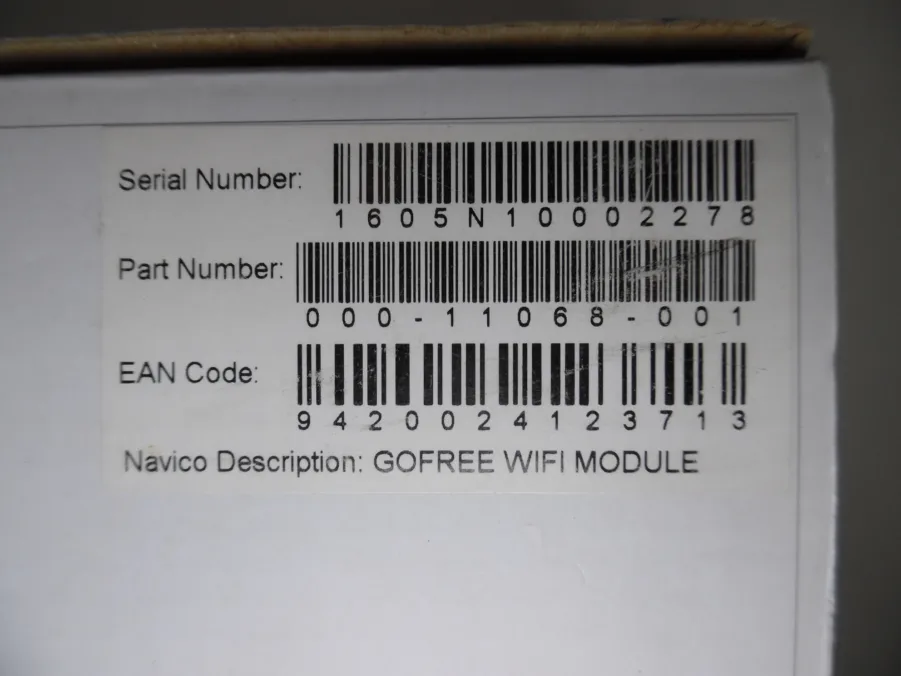 Serial Number:
1605N10002278
Part Number:
000-11068-001
EAN Code:
9420024123713
Navico Description: GOFREE WIFI MODULE